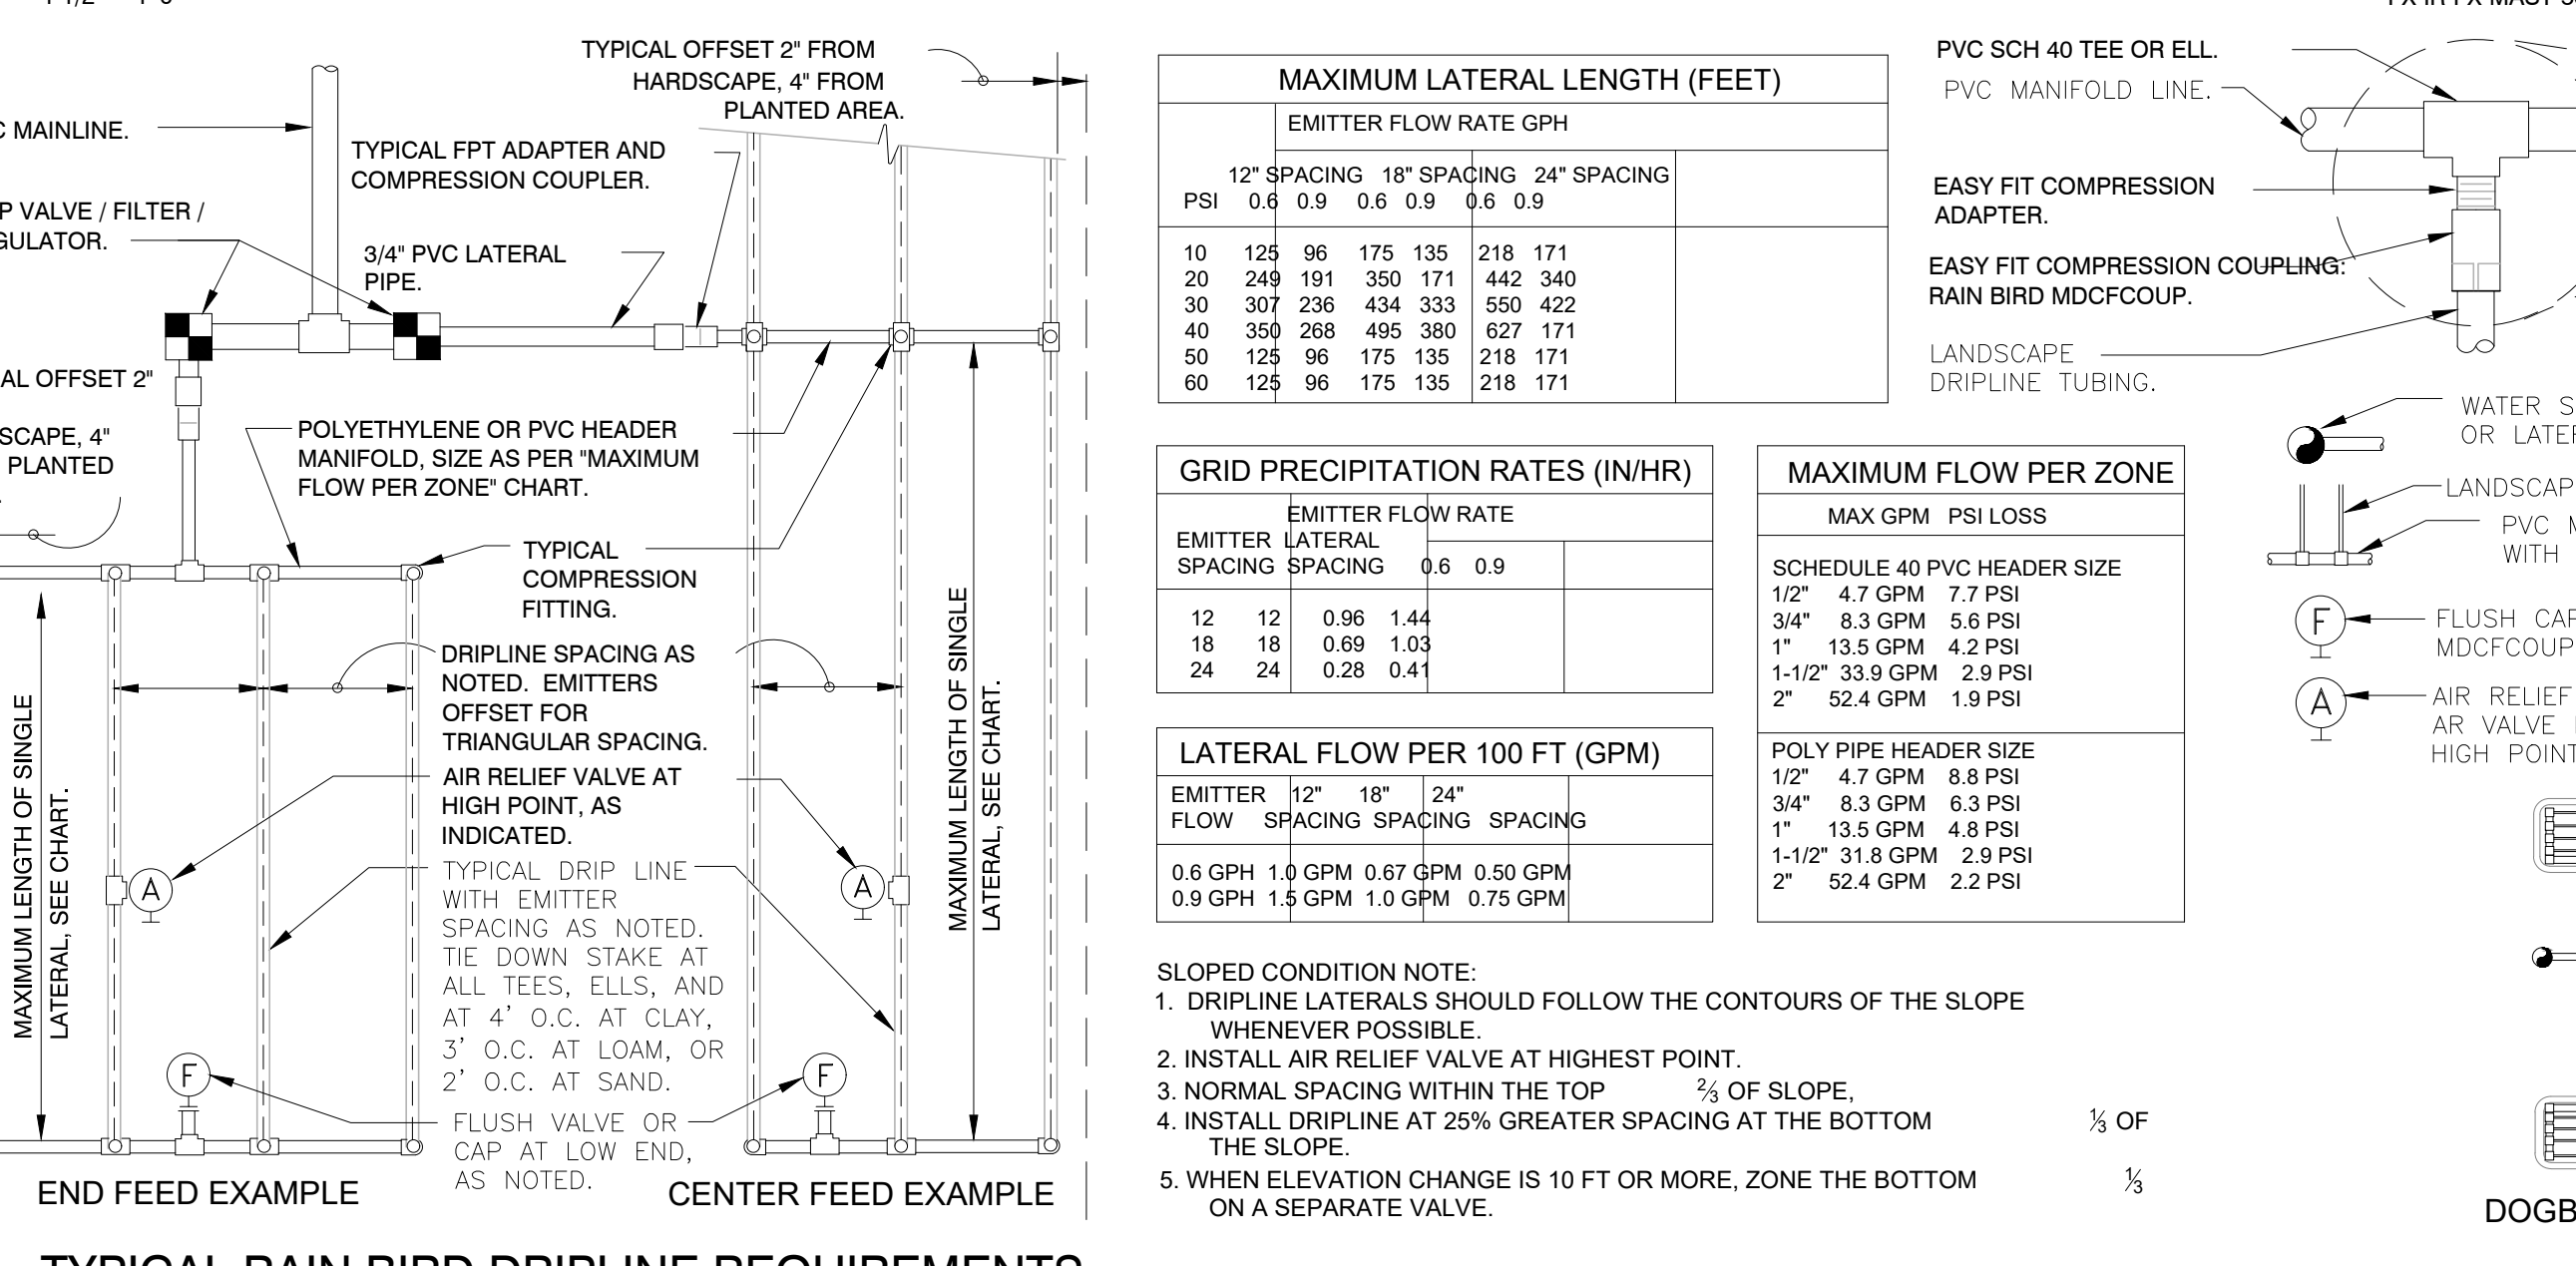 TYPICAL OFFSET 2" FROM
HARDSCAPE, 4" FROM
PLANTED AREA.
C MAINLINE.
TYPICAL FPT ADAPTER AND
COMPRESSION COUPLER.
P VALVE / FILTER /
GULATOR.
3/4" PVC LATERAL
PIPE.
AL OFFSET 2"
SCAPE, 4"
PLANTED
POLYETHYLENE OR PVC HEADER
MANIFOLD, SIZE AS PER "MAXIMUM
FLOW PER ZONE" CHART.
TYPICAL
COMPRESSION
FITTING.
DRIPLINE SPACING AS
NOTED. EMITTERS
OFFSET FOR
TRIANGULAR SPACING.
AIR RELIEF VALVE AT
HIGH POINT, AS
INDICATED.
TYPICAL DRIP LINE
WITH EMITTER
SPACING AS NOTED.
TIE DOWN STAKE AT
ALL TEES, ELLS, AND
AT 4' O.C. AT CLAY,
3' O.C. AT LOAM, OR
2' O.C. AT SAND.
FLUSH VALVE OR
CAP AT LOW END,
AS NOTED.
MAXIMUM LENGTH OF SINGLE
LATERAL, SEE CHART.
A
F
MAXIMUM LENGTH OF SINGLE
LATERAL, SEE CHART.
A
F
END FEED EXAMPLE
CENTER FEED EXAMPLE
TYPICAL RAIN BIRD DRIPLINE REQUIREMENTS
MAXIMUM LATERAL LENGTH (FEET)
EMITTER FLOW RATE GPH
12" SPACING 18" SPACING 24" SPACING
PSI 0.6 0.9 0.6 0.9 0.6 0.9
10 125 96 175 135 218 171
20 249 191 350 171 442 340
30 307 236 434 333 550 422
40 350 268 495 380 627 171
50 125 96 175 135 218 171
60 125 96 175 135 218 171
GRID PRECIPITATION RATES (IN/HR)
EMITTER FLOW RATE
EMITTER LATERAL
SPACING SPACING 0.6 0.9
12 12 0.96 1.44
18 18 0.69 1.03
24 24 0.28 0.41
LATERAL FLOW PER 100 FT (GPM)
EMITTER 12" 18" 24"
FLOW SPACING SPACING SPACING
0.6 GPH 1.0 GPM 0.67 GPM 0.50 GPM
0.9 GPH 1.5 GPM 1.0 GPM 0.75 GPM
MAXIMUM FLOW PER ZONE
MAX GPM PSI LOSS
SCHEDULE 40 PVC HEADER SIZE
1/2" 4.7 GPM 7.7 PSI
3/4" 8.3 GPM 5.6 PSI
1" 13.5 GPM 4.2 PSI
1-1/2" 33.9 GPM 2.9 PSI
2" 52.4 GPM 1.9 PSI
POLY PIPE HEADER SIZE
1/2" 4.7 GPM 8.8 PSI
3/4" 8.3 GPM 6.3 PSI
1" 13.5 GPM 4.8 PSI
1-1/2" 31.8 GPM 2.9 PSI
2" 52.4 GPM 2.2 PSI
SLOPED CONDITION NOTE:
1. DRIPLINE LATERALS SHOULD FOLLOW THE CONTOURS OF THE SLOPE
WHENEVER POSSIBLE.
2. INSTALL AIR RELIEF VALVE AT HIGHEST POINT.
3. NORMAL SPACING WITHIN THE TOP ⅔ OF SLOPE,
4. INSTALL DRIPLINE AT 25% GREATER SPACING AT THE BOTTOM ⅓ OF
THE SLOPE.
5. WHEN ELEVATION CHANGE IS 10 FT OR MORE, ZONE THE BOTTOM ⅓
ON A SEPARATE VALVE.
PVC SCH 40 TEE OR ELL.
PVC MANIFOLD LINE.
EASY FIT COMPRESSION
ADAPTER.
EASY FIT COMPRESSION COUPLING:
RAIN BIRD MDCFCOUP.
LANDSCAPE
DRIPLINE TUBING.
WATER S
OR LATER
LANDSCAP
PVC M
WITH
F
FLUSH CAP
MDCFCOUP
A
AIR RELIEF
AR VALVE
HIGH POINT
DOGB